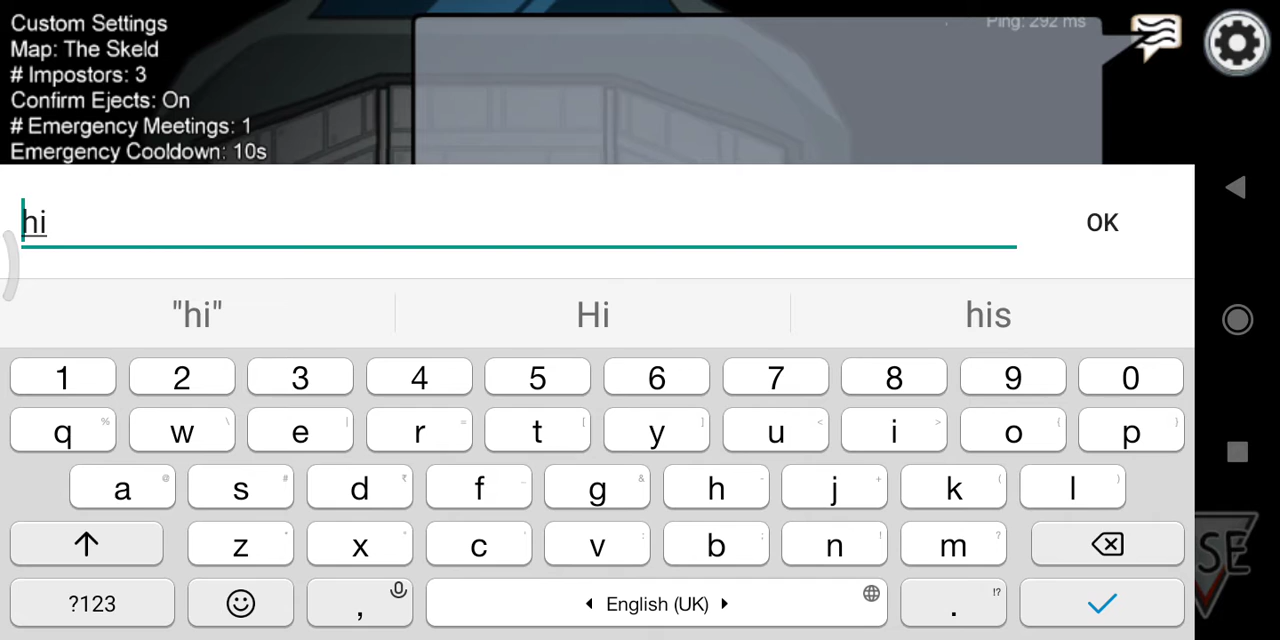 Custom Settings
Map: The Skeld
# Impostors: 3
Confirm Ejects: On
# Emergency Meetings: 1
Emergency Cooldown: 10s
Ping: 292 ms
hi
OK
"hi" Hi his
1 2 3 4 5 6 7 8 9 0
q % w \ e | r = t [ y ] u < i > o { p }
a @ s # d ₹ f _ g & h - j + k ( l )
z x c v : b ; n ! m ?
?123 , English (UK) . !?
SE